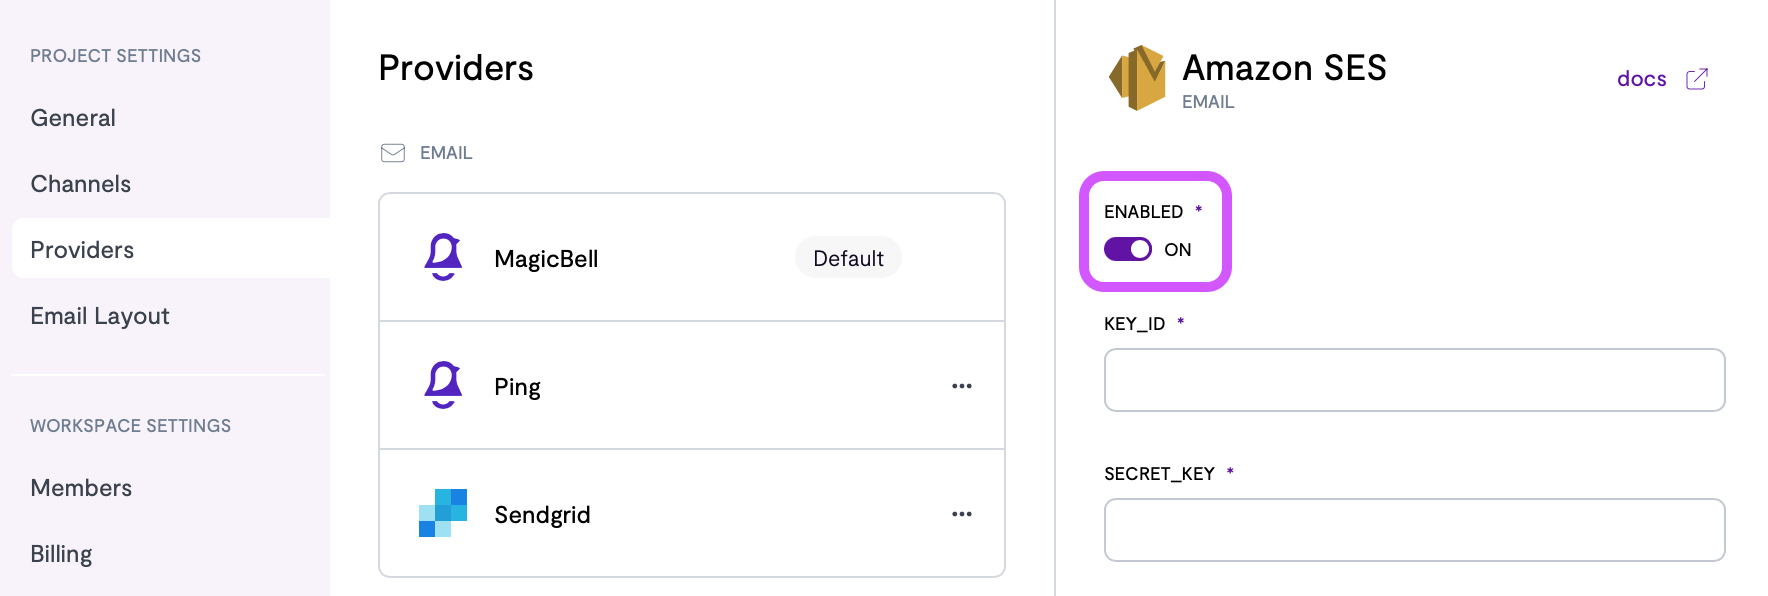 PROJECT SETTINGS
General
Channels
Providers
Email Layout
WORKSPACE SETTINGS
Members
Billing
Providers
EMAIL
MagicBell
Default
Ping
Sendgrid
Amazon SES
EMAIL
docs
ENABLED *
ON
KEY_ID *
SECRET_KEY *